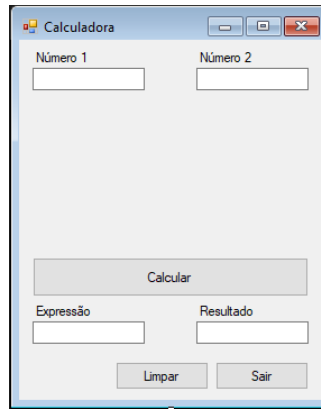 Calculadora
Número 1 Número 2
Calcular
Expressão Resultado
Limpar Sair